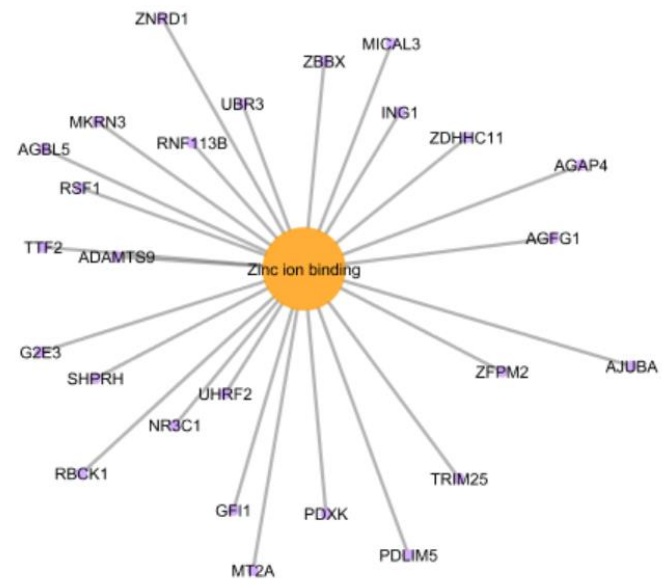 ZNRD1
MICAL3
ZBBX
UBR3
ING1
MKRN3
RNF113B
ZDHHC11
AGBL5
AGAP4
RSF1
AGFG1
TTF2
ADAMTS9
Zinc ion binding
G2E3
AJUBA
ZFPM2
SHPRH
UHRF2
NR3C1
RBCK1
TRIM25
GFI1
PDXK
PDLIM5
MT2A